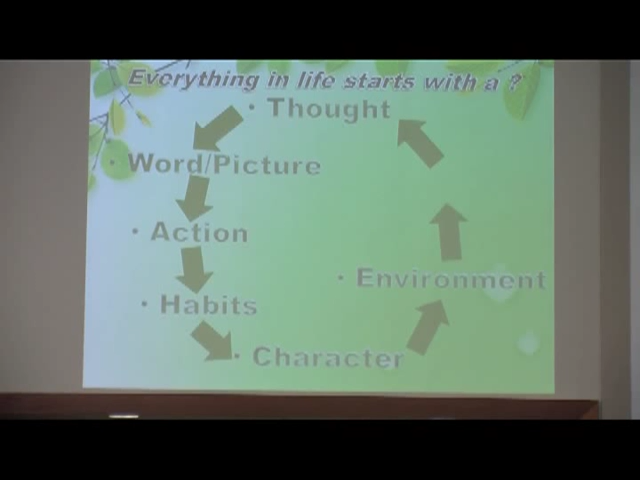 Everything in life starts with a ?
• Thought
• Word/Picture
• Action
• Habits
• Environment
• Character